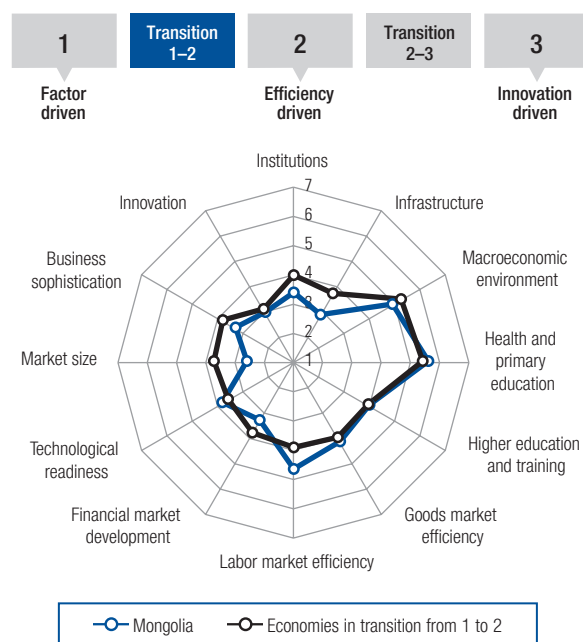 1
Transition
1–2
2
Transition
2–3
3
Factor
driven
Efficiency
driven
Innovation
driven
Institutions
7
6
5
4
3
2
1
Infrastructure
Macroeconomic
environment
Health and
primary
education
Higher education
and training
Goods market
efficiency
Labor market efficiency
Financial market
development
Technological
readiness
Market size
Business
sophistication
Innovation
Mongolia
Economies in transition from 1 to 2